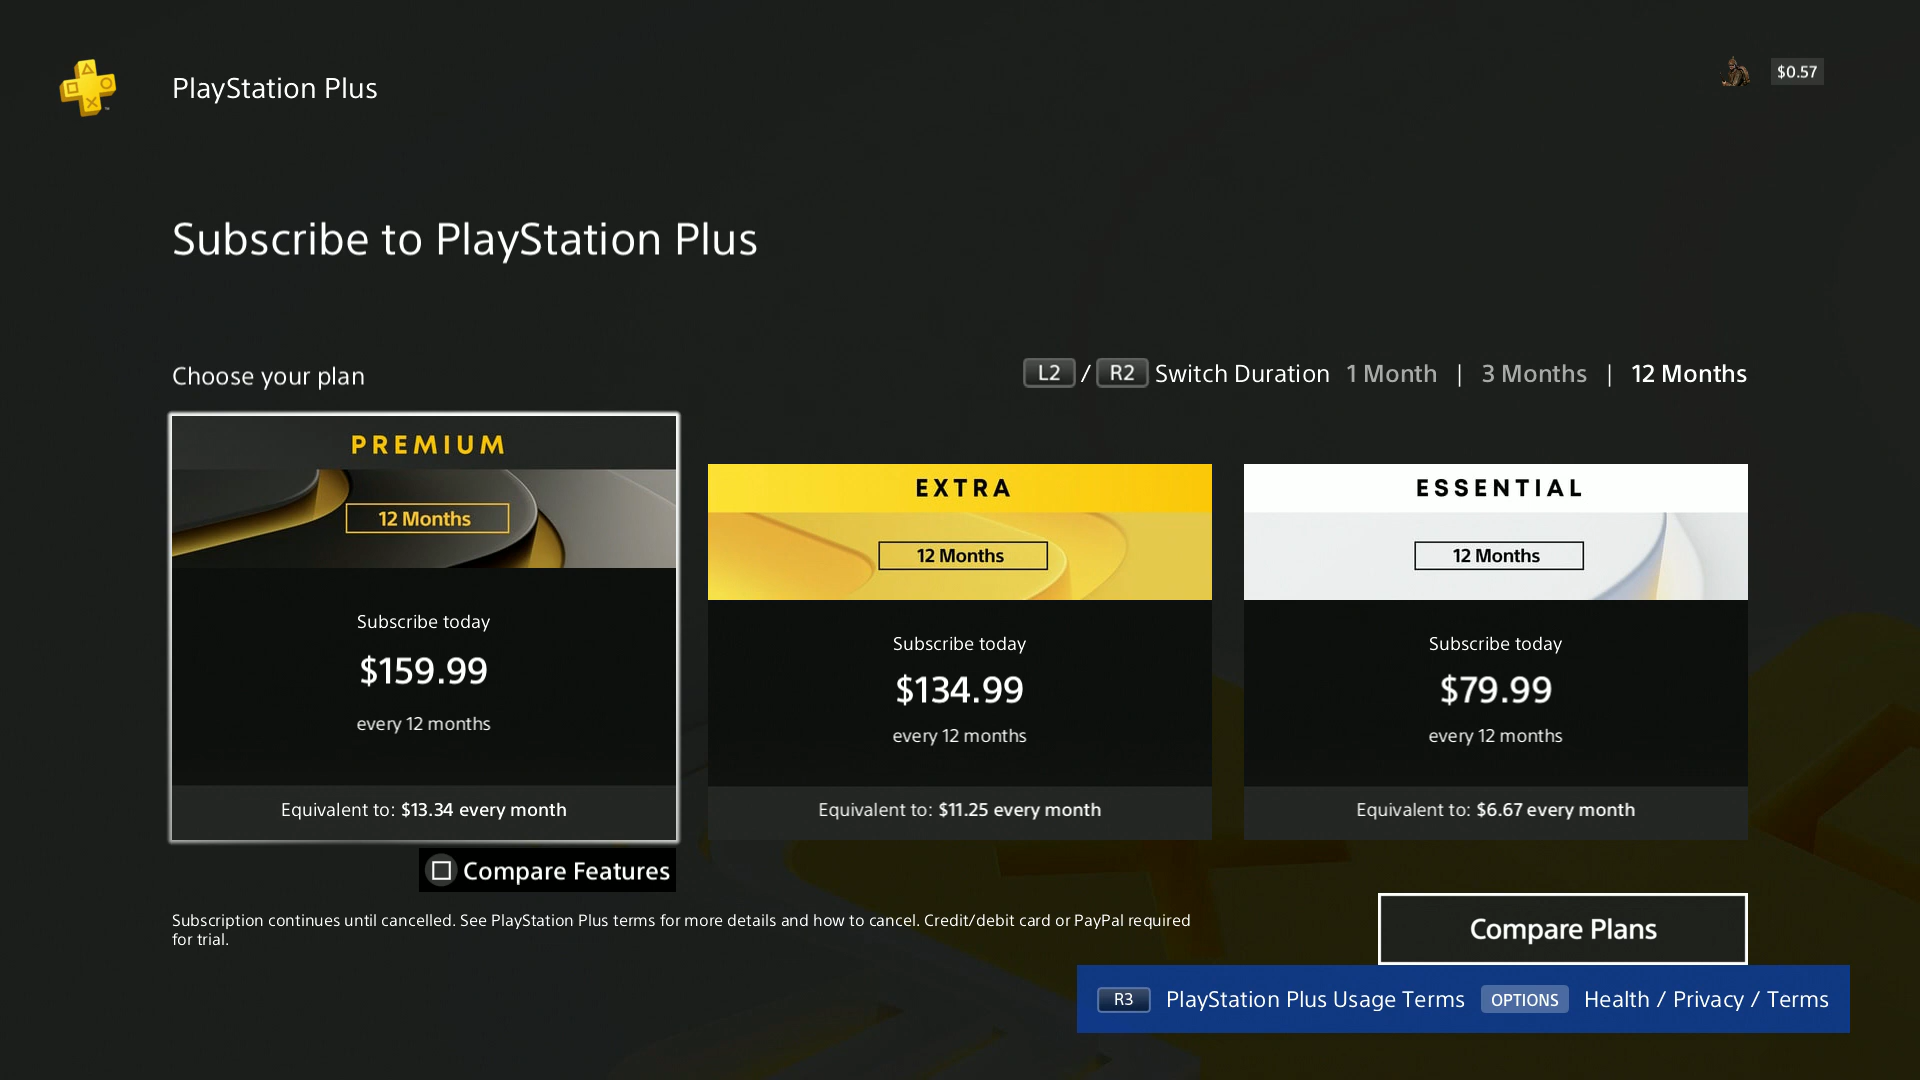 PlayStation Plus
$0.57
Subscribe to PlayStation Plus
Choose your plan
L2 / R2 Switch Duration 1 Month | 3 Months | 12 Months
PREMIUM
12 Months
Subscribe today
$159.99
every 12 months
Equivalent to: $13.34 every month
EXTRA
12 Months
Subscribe today
$134.99
every 12 months
Equivalent to: $11.25 every month
ESSENTIAL
12 Months
Subscribe today
$79.99
every 12 months
Equivalent to: $6.67 every month
Compare Features
Subscription continues until cancelled. See PlayStation Plus terms for more details and how to cancel. Credit/debit card or PayPal required
for trial.
Compare Plans
R3 PlayStation Plus Usage Terms OPTIONS Health / Privacy / Terms